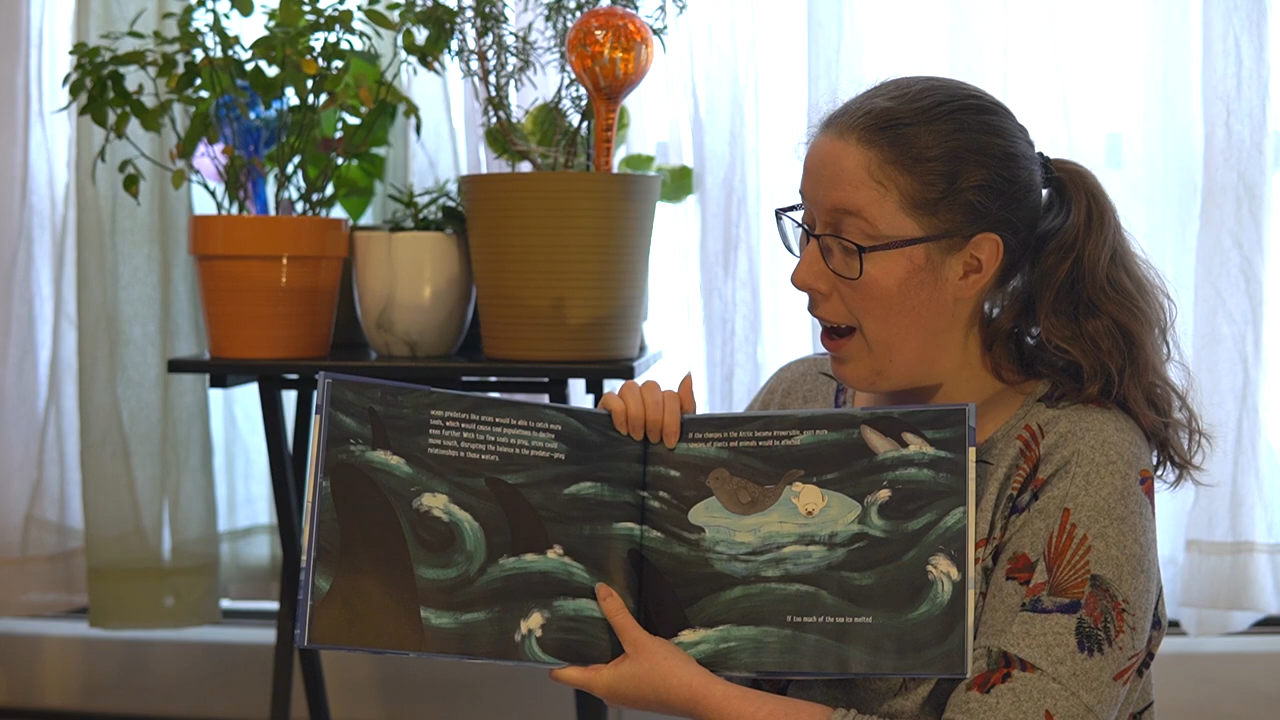 ocean predators like orcas would be able to catch more
seals, which would cause seal populations to decline
even further. With too few seals as prey, orcas could
move south, disrupting the balance in the predator-prey
relationships in those waters.
If the changes in the Arctic became irreversible, even more
species of plants and animals would be affected.
If too much of the sea ice melted